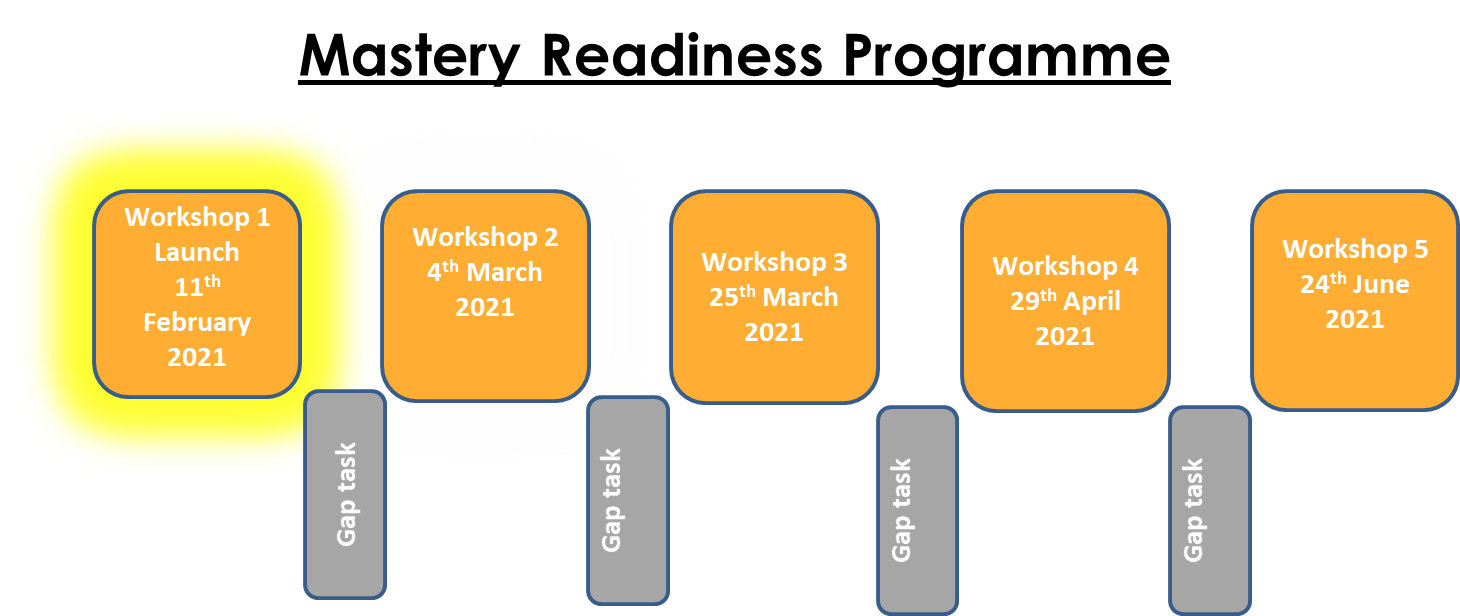 Mastery Readiness Programme
Workshop 1
Launch
11th
February
2021
Workshop 2
4th March
2021
Workshop 3
25th March
2021
Workshop 4
29th April
2021
Workshop 5
24th June
2021
Gap task
Gap task
Gap task
Gap task